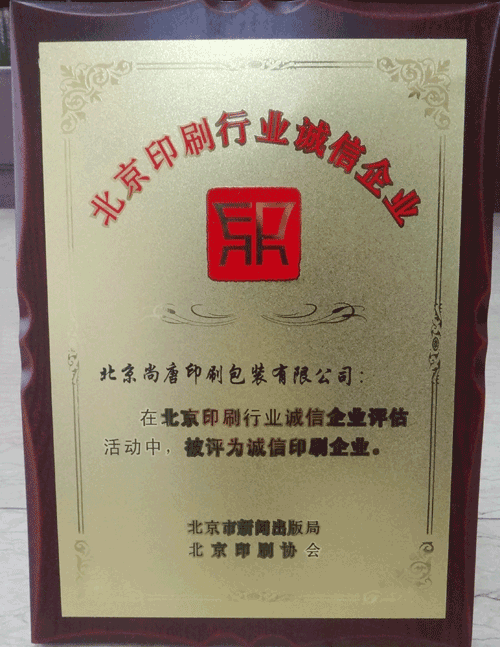 北京印刷行业诚信企业
北京尚唐印刷包装有限公司：
在北京印刷行业诚信企业评估
活动中，被评为诚信印刷企业。
北京市新闻出版局
北京印刷协会